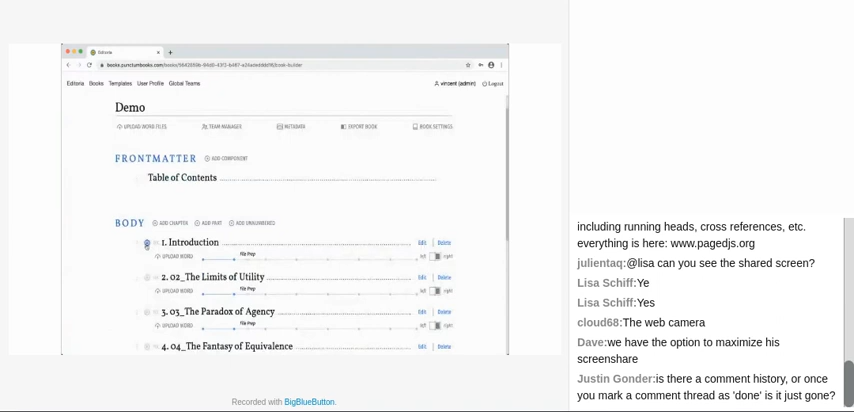 Editoria
books.punctumbooks.com/books/
Editoria Books Templates User Profile Global Teams vincent (admin) Logout
Demo
UPLOAD WORD FILES TEAM MANAGER METADATA EXPORT BOOK BOOK SETTINGS
FRONTMATTER ADD COMPONENT
Table of Contents
BODY ADD CHAPTER ADD PART ADD UNNUMBERED
1. Introduction Edit Delete
UPLOAD WORD File Prep left right
2. 02_The Limits of Utility Edit Delete
UPLOAD WORD File Prep left right
3. 03_The Paradox of Agency Edit Delete
UPLOAD WORD File Prep left right
4. 04_The Fantasy of Equivalence Edit Delete
Recorded with BigBlueButton.
including running heads, cross references, etc.
everything is here: www.pagedjs.org
julientaq:@lisa can you see the shared screen?
Lisa Schiff:Ye
Lisa Schiff:Yes
cloud68:The web camera
Dave:we have the option to maximize his
screenshare
Justin Gonder:is there a comment history, or once
you mark a comment thread as 'done' is it just gone?